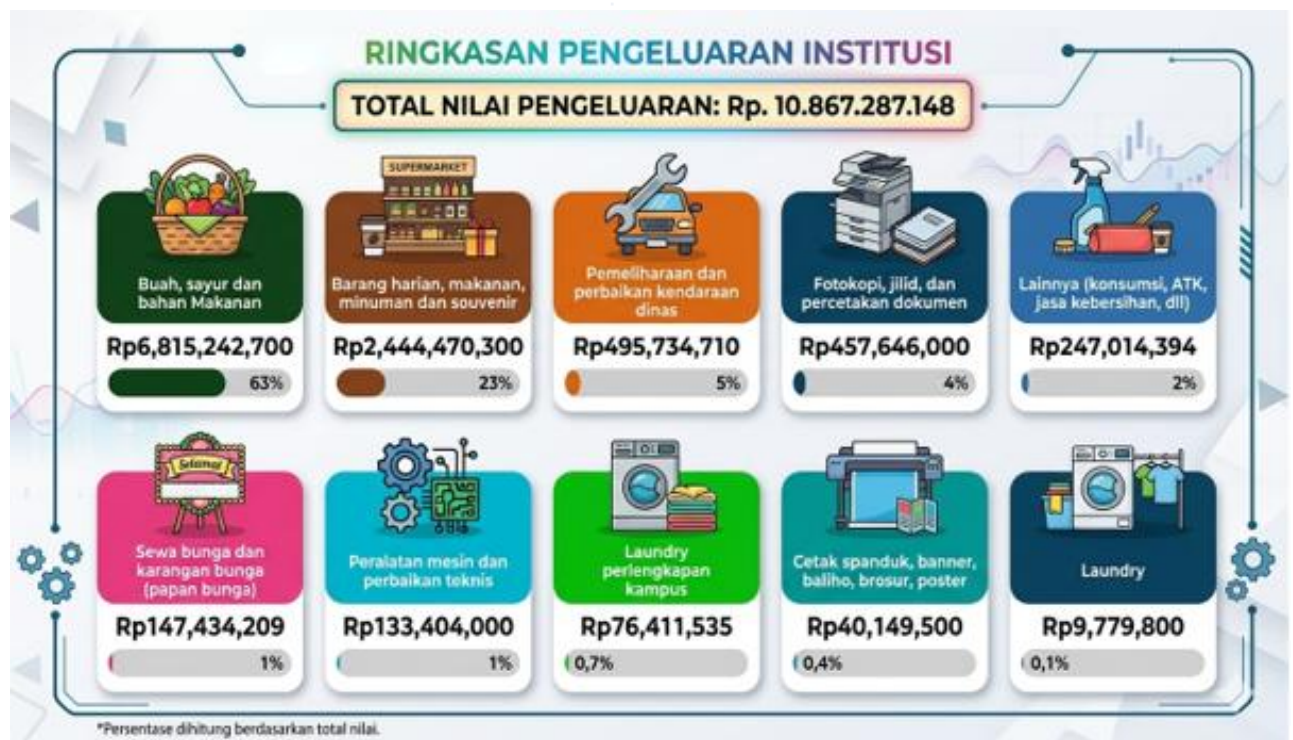 RINGKASAN PENGELUARAN INSTITUSI
TOTAL NILAI PENGELUARAN: Rp. 10.867.287.148
Buah, sayur dan
bahan Makanan
Rp6,815,242,700
63%
SUPERMARKET
Barang harian, makanan,
minuman dan souvenir
Rp2,444,470,300
23%
Pemeliharaan dan
perbaikan kendaraan
dinas
Rp495,734,710
5%
Fotokopi, jilid, dan
percetakan dokumen
Rp457,646,000
4%
Lainnya (konsumsi, ATK,
jasa kebersihan, dll)
Rp247,014,394
2%
Selamat
Sewa bunga dan
karangan bunga
(papan bunga)
Rp147,434,209
1%
Peralatan mesin dan
perbaikan teknis
Rp133,404,000
1%
Laundry
perlengkapan
kampus
Rp76,411,535
0,7%
Cetak spanduk, banner,
baliho, brosur, poster
Rp40,149,500
0,4%
Laundry
Rp9,779,800
0,1%
*Persentase dihitung berdasarkan total nilai.